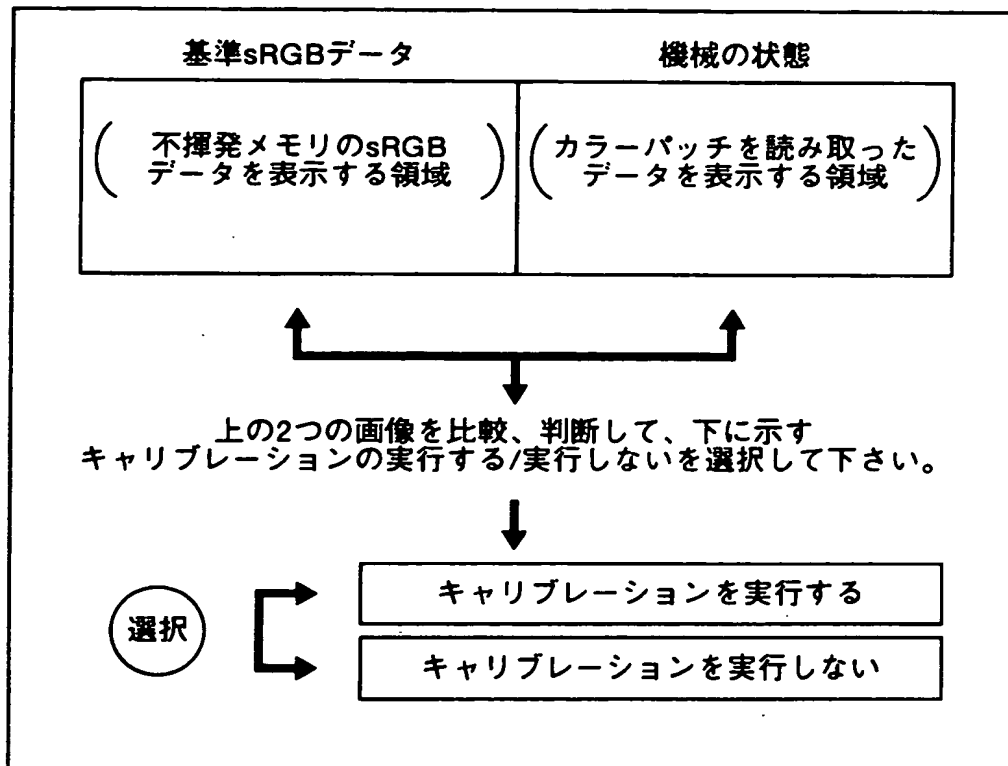 基準sRGBデータ
機械の状態
不揮発メモリのsRGB
データを表示する領域
カラーパッチを読み取った
データを表示する領域
上の2つの画像を比較、判断して、下に示す
キャリブレーションの実行する/実行しないを選択して下さい。
選択
キャリブレーションを実行する
キャリブレーションを実行しない